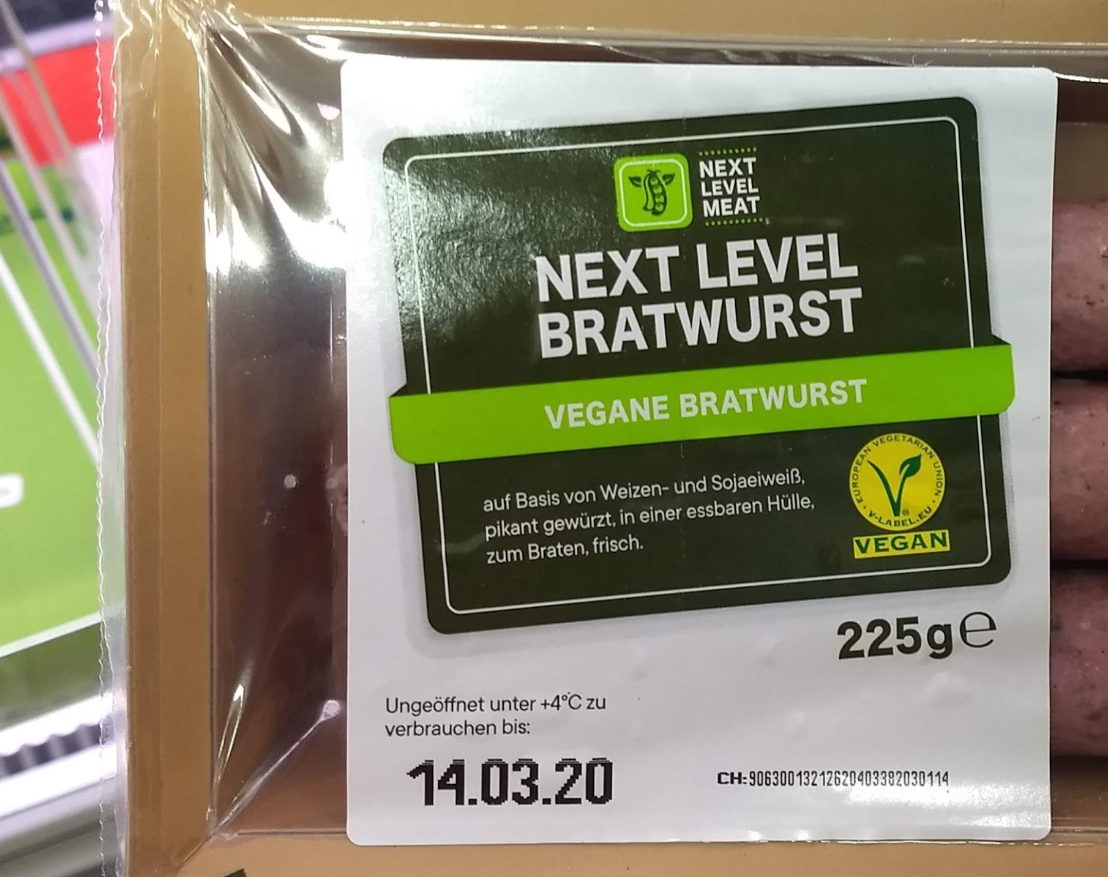 NEXT
LEVEL
MEAT
NEXT LEVEL
BRATWURST
VEGANE BRATWURST
auf Basis von Weizen- und Sojaeiweiß,
pikant gewürzt, in einer essbaren Hülle,
zum Braten, frisch.
EUROPEAN VEGETARIAN UNION
V-LABEL.EU
VEGAN
225g℮
Ungeöffnet unter +4°C zu
verbrauchen bis:
14.03.20
CH:90630013212620403382030114